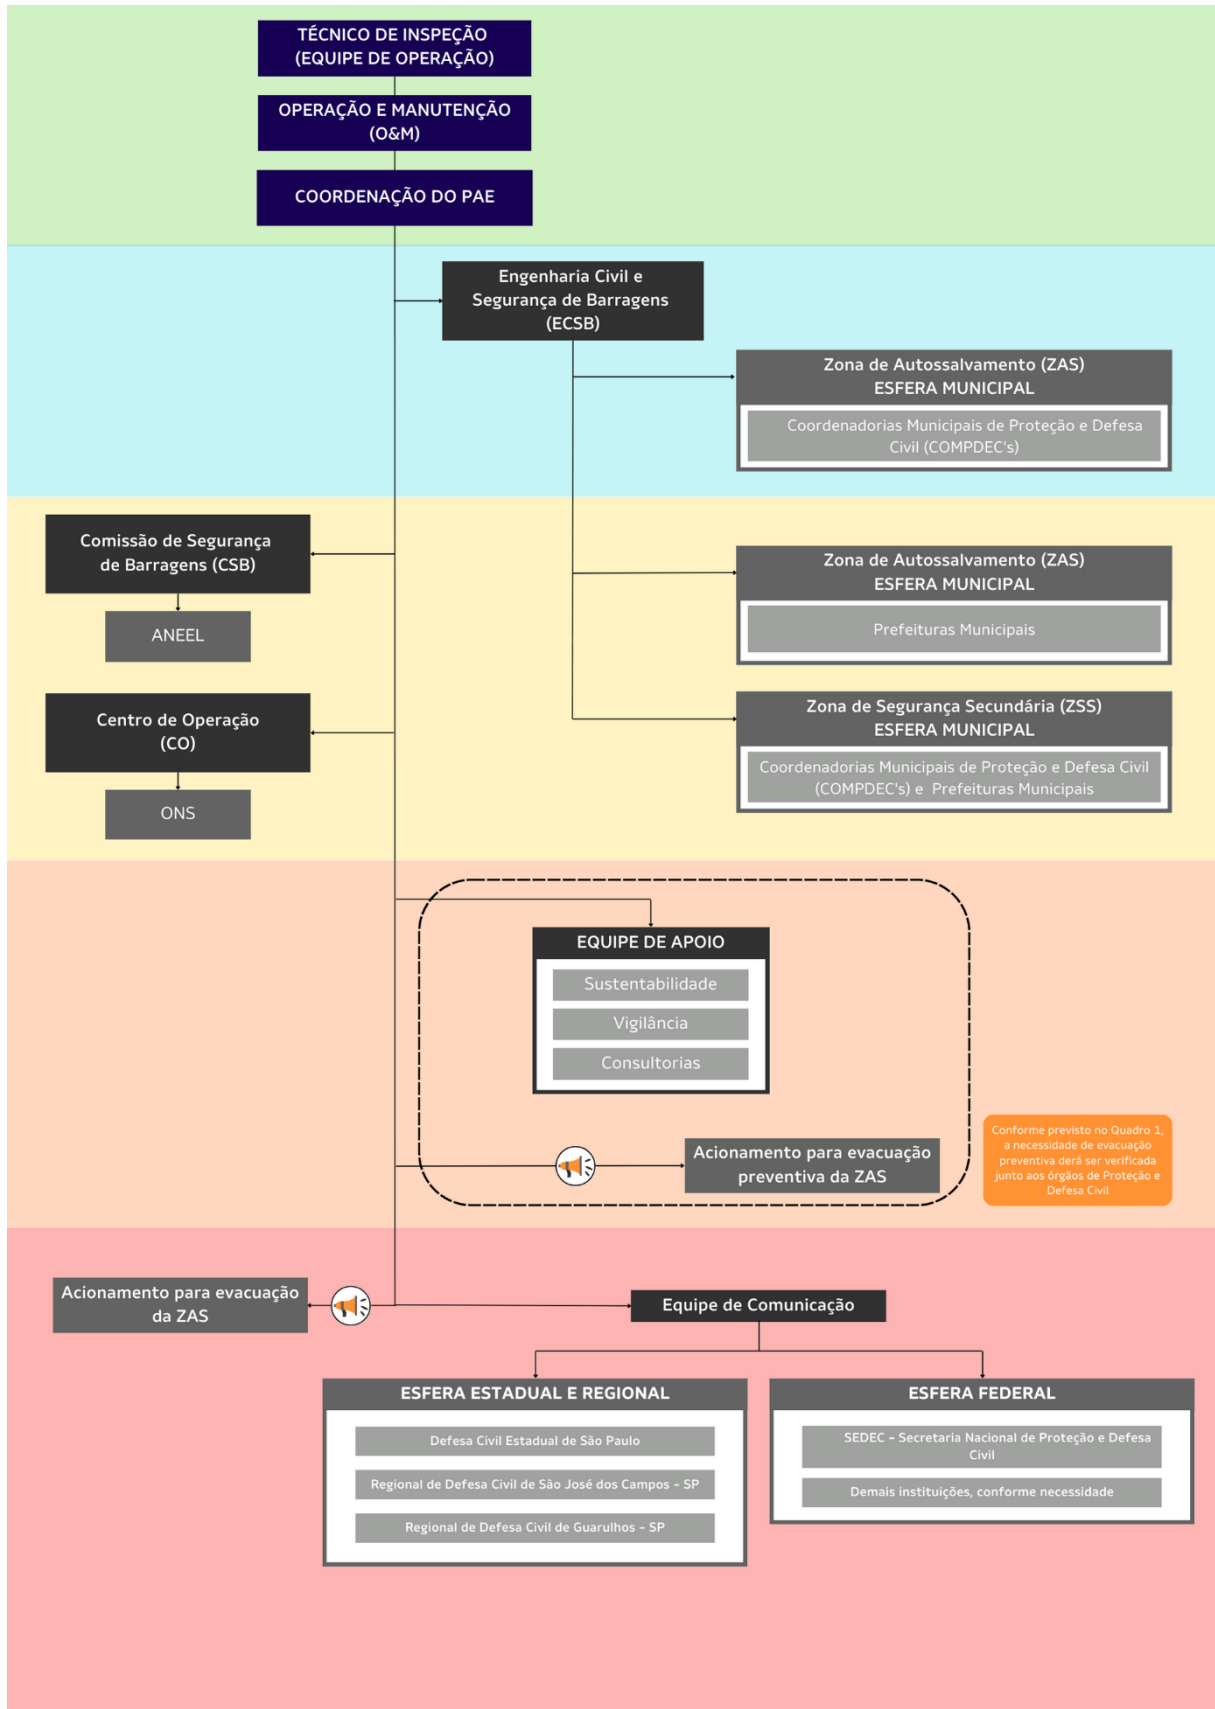 TÉCNICO DE INSPEÇÃO
(EQUIPE DE OPERAÇÃO)
OPERAÇÃO E MANUTENÇÃO
(O&M)
COORDENAÇÃO DO PAE
Engenharia Civil e
Segurança de Barragens
(ECSB)
Zona de Autossalvamento (ZAS)
ESFERA MUNICIPAL
Coordenadorias Municipais de Proteção e Defesa
Civil (COMPDEC's)
Comissão de Segurança
de Barragens (CSB)
ANEEL
Zona de Autossalvamento (ZAS)
ESFERA MUNICIPAL
Prefeituras Municipais
Centro de Operação
(CO)
ONS
Zona de Segurança Secundária (ZSS)
ESFERA MUNICIPAL
Coordenadorias Municipais de Proteção e Defesa Civil
(COMPDEC's) e Prefeituras Municipais
EQUIPE DE APOIO
Sustentabilidade
Vigilância
Consultorias
Acionamento para evacuação
preventiva da ZAS
Conforme previsto no Quadro 1,
a necessidade de evacuação
preventiva derá ser verificada
junto aos órgãos de Proteção e
Defesa Civil
Acionamento para evacuação
da ZAS
Equipe de Comunicação
ESFERA ESTADUAL E REGIONAL
Defesa Civil Estadual de São Paulo
Regional de Defesa Civil de São José dos Campos - SP
Regional de Defesa Civil de Guarulhos - SP
ESFERA FEDERAL
SEDEC - Secretaria Nacional de Proteção e Defesa
Civil
Demais instituições, conforme necessidade